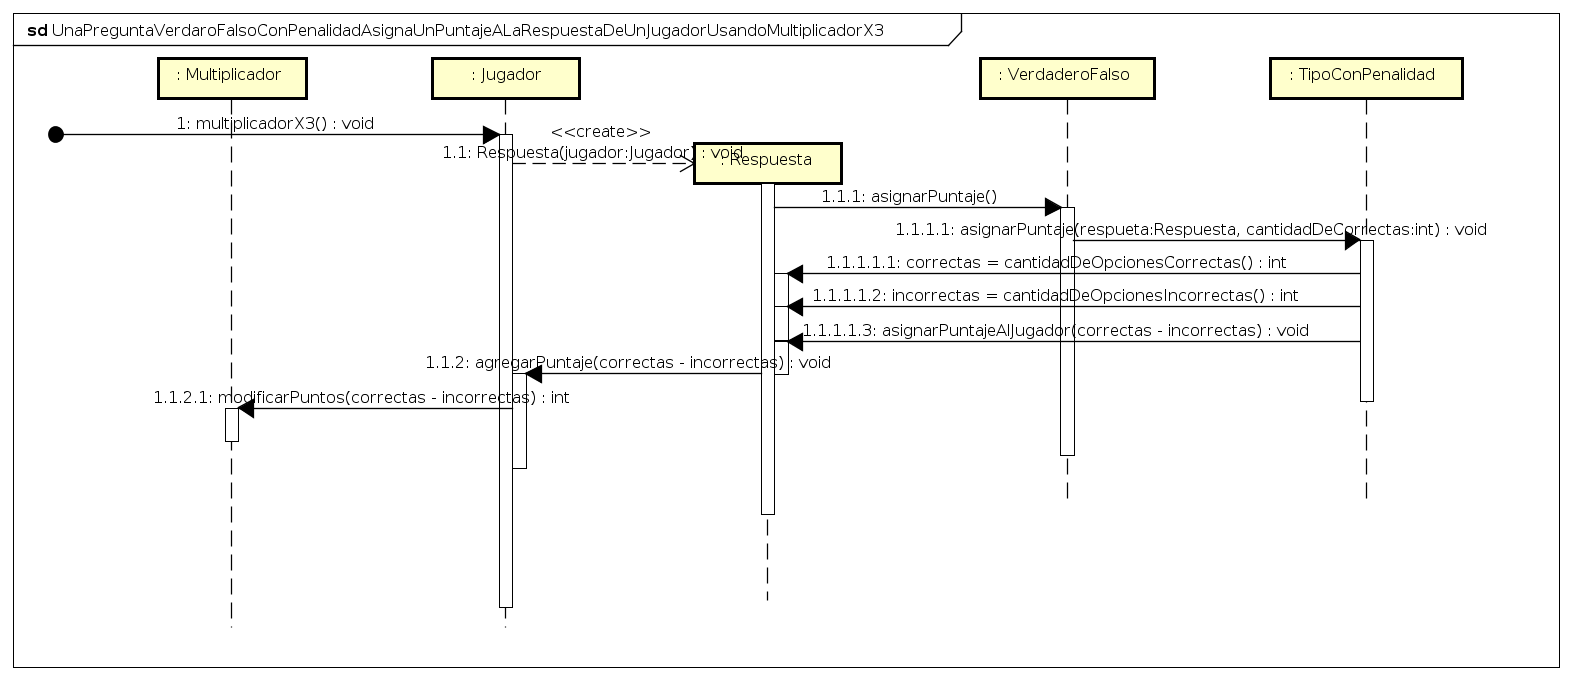 sd UnaPreguntaVerdaroFalsoConPenalidadAsignaUnPuntajeALaRespuestaDeUnJugadorUsandoMultiplicadorX3
: Multiplicador
: Jugador
: VerdaderoFalso
: TipoConPenalidad
1: multiplicadorX3() : void
<<create>>
1.1: Respuesta(jugador:Jugador) : void
: Respuesta
1.1.1: asignarPuntaje()
1.1.1.1: asignarPuntaje(respueta:Respuesta, cantidadDeCorrectas:int) : void
1.1.1.1.1: correctas = cantidadDeOpcionesCorrectas() : int
1.1.1.1.2: incorrectas = cantidadDeOpcionesIncorrectas() : int
1.1.1.1.3: asignarPuntajeAlJugador(correctas - incorrectas) : void
1.1.2: agregarPuntaje(correctas - incorrectas) : void
1.1.2.1: modificarPuntos(correctas - incorrectas) : int